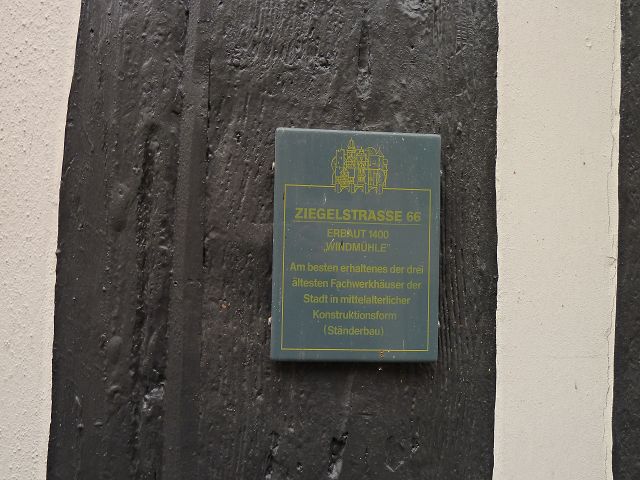 ZIEGELSTRASSE 66
ERBAUT 1400
„WINDMÜHLE"
Am besten erhaltenes der drei
ältesten Fachwerkhäuser der
Stadt in mittelalterlicher
Konstruktionsform
(Ständerbau)